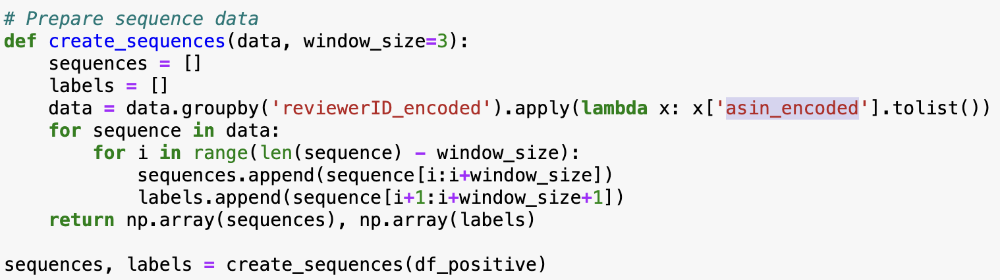 # Prepare sequence data
def create_sequences(data, window_size=3):
    sequences = []
    labels = []
    data = data.groupby('reviewerID_encoded').apply(lambda x: x['asin_encoded'].tolist())
    for sequence in data:
        for i in range(len(sequence) - window_size):
            sequences.append(sequence[i:i+window_size])
            labels.append(sequence[i+1:i+window_size+1])
    return np.array(sequences), np.array(labels)

sequences, labels = create_sequences(df_positive)